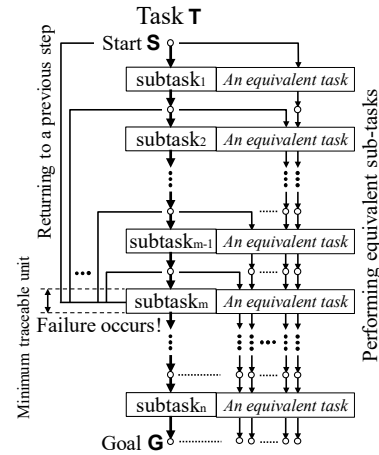 Task T
Start S
subtask1 An equivalent task
subtask2 An equivalent task
subtaskm-1 An equivalent task
subtaskm An equivalent task
Failure occurs!
subtaskn An equivalent task
Goal G
Returning to a previous step
Minimum traceable unit
Performing equivalent sub-tasks